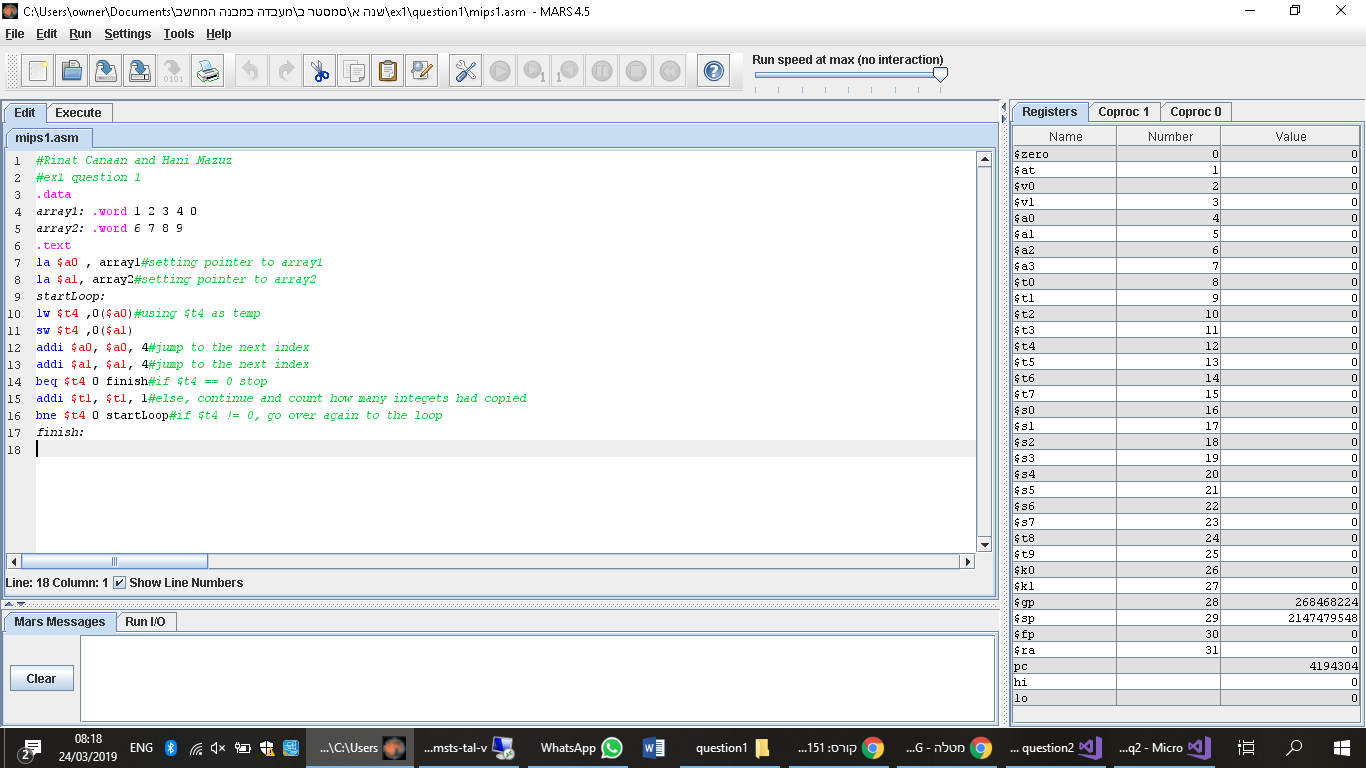 C:\Users\owner\Documents\שנה א\סמסטר ב\מעבדה במבנה המחשב\ex1\question1\mips1.asm - MARS 4.5
File Edit Run Settings Tools Help
Run speed at max (no interaction)
Edit Execute
mips1.asm
1 #Rinat Canaan and Hani Mazuz
2 #ex1 question 1
3 .data
4 array1: .word 1 2 3 4 0
5 array2: .word 6 7 8 9
6 .text
7 la $a0 , array1#setting pointer to array1
8 la $a1, array2#setting pointer to array2
9 startLoop:
10 lw $t4 ,0($a0)#using $t4 as temp
11 sw $t4 ,0($a1)
12 addi $a0, $a0, 4#jump to the next index
13 addi $a1, $a1, 4#jump to the next index
14 beq $t4 0 finish#if $t4 == 0 stop
15 addi $t1, $t1, 1#else, continue and count how many integets had copied
16 bne $t4 0 startLoop#if $t4 != 0, go over again to the loop
17 finish:
18
Line: 18 Column: 1 Show Line Numbers
Mars Messages Run I/O
Clear
Registers Coproc 1 Coproc 0
Name Number Value
$zero 0 0
$at 1 0
$v0 2 0
$v1 3 0
$a0 4 0
$a1 5 0
$a2 6 0
$a3 7 0
$t0 8 0
$t1 9 0
$t2 10 0
$t3 11 0
$t4 12 0
$t5 13 0
$t6 14 0
$t7 15 0
$s0 16 0
$s1 17 0
$s2 18 0
$s3 19 0
$s4 20 0
$s5 21 0
$s6 22 0
$s7 23 0
$t8 24 0
$t9 25 0
$k0 26 0
$k1 27 0
$gp 28 268468224
$sp 29 2147479548
$fp 30 0
$ra 31 0
pc 4194304
hi 0
lo 0
2 08:18 ENG ...\C:\Users ...msts-tal-v WhatsApp question1 קורס: 151... מטלה - G... ... question2 ...q2 - Micro
24/03/2019